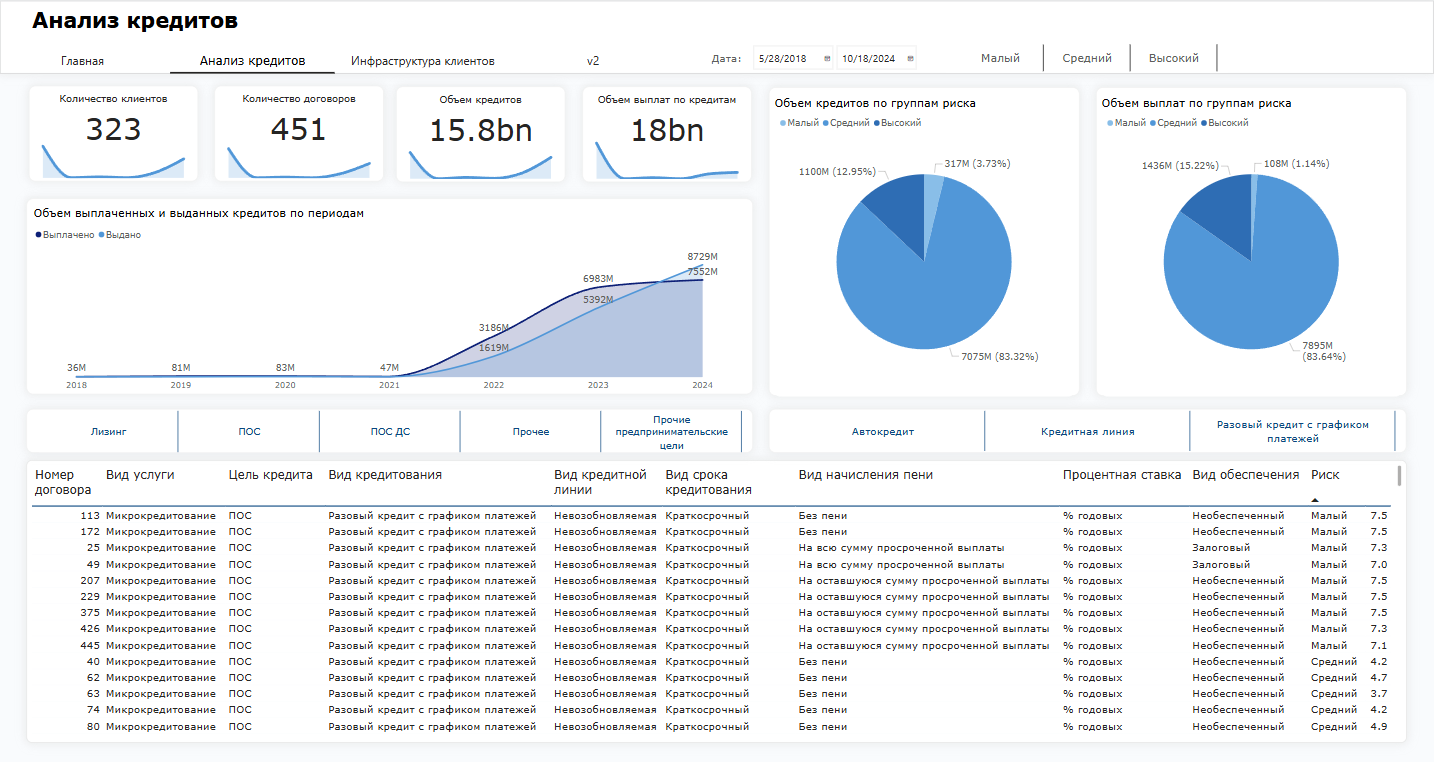 Анализ кредитов
Главная
Анализ кредитов
Инфраструктура клиентов
v2
Дата:
5/28/2018
10/18/2024
Малый
Средний
Высокий
Количество клиентов
323
Количество договоров
451
Объем кредитов
15.8bn
Объем выплат по кредитам
18bn
Объем кредитов по группам риска
Малый Средний Высокий
317M (3.73%)
1100M (12.95%)
7075M (83.32%)
Объем выплат по группам риска
Малый Средний Высокий
108M (1.14%)
1436M (15.22%)
7895M
(83.64%)
Объем выплаченных и выданных кредитов по периодам
Выплачено Выдано
8729M
7552M
6983M
5392M
3186M
1619M
36M 81M 83M 47M
2018 2019 2020 2021 2022 2023 2024
Лизинг
ПОС
ПОС ДС
Прочее
Прочие
предпринимательские
цели
Автокредит
Кредитная линия
Разовый кредит с графиком
платежей
Номер
договора
Вид услуги
Цель кредита
Вид кредитования
Вид кредитной
линии
Вид срока
кредитования
Вид начисления пени
Процентная ставка
Вид обеспечения
Риск
113 Микрокредитование ПОС Разовый кредит с графиком платежей Невозобновляемая Краткосрочный Без пени % годовых Необеспеченный Малый 7.5
172 Микрокредитование ПОС Разовый кредит с графиком платежей Невозобновляемая Краткосрочный Без пени % годовых Необеспеченный Малый 7.5
25 Микрокредитование ПОС Разовый кредит с графиком платежей Невозобновляемая Краткосрочный На всю сумму просроченной выплаты % годовых Залоговый Малый 7.3
49 Микрокредитование ПОС Разовый кредит с графиком платежей Невозобновляемая Краткосрочный На всю сумму просроченной выплаты % годовых Залоговый Малый 7.0
207 Микрокредитование ПОС Разовый кредит с графиком платежей Невозобновляемая Краткосрочный На оставшуюся сумму просроченной выплаты % годовых Необеспеченный Малый 7.5
229 Микрокредитование ПОС Разовый кредит с графиком платежей Невозобновляемая Краткосрочный На оставшуюся сумму просроченной выплаты % годовых Необеспеченный Малый 7.5
375 Микрокредитование ПОС Разовый кредит с графиком платежей Невозобновляемая Краткосрочный На оставшуюся сумму просроченной выплаты % годовых Необеспеченный Малый 7.5
426 Микрокредитование ПОС Разовый кредит с графиком платежей Невозобновляемая Краткосрочный На оставшуюся сумму просроченной выплаты % годовых Необеспеченный Малый 7.3
445 Микрокредитование ПОС Разовый кредит с графиком платежей Невозобновляемая Краткосрочный На оставшуюся сумму просроченной выплаты % годовых Необеспеченный Малый 7.1
40 Микрокредитование ПОС Разовый кредит с графиком платежей Невозобновляемая Краткосрочный Без пени % годовых Необеспеченный Средний 4.2
62 Микрокредитование ПОС Разовый кредит с графиком платежей Невозобновляемая Краткосрочный Без пени % годовых Необеспеченный Средний 4.7
63 Микрокредитование ПОС Разовый кредит с графиком платежей Невозобновляемая Краткосрочный Без пени % годовых Необеспеченный Средний 3.7
74 Микрокредитование ПОС Разовый кредит с графиком платежей Невозобновляемая Краткосрочный Без пени % годовых Необеспеченный Средний 4.2
80 Микрокредитование ПОС Разовый кредит с графиком платежей Невозобновляемая Краткосрочный Без пени % годовых Необеспеченный Средний 4.9